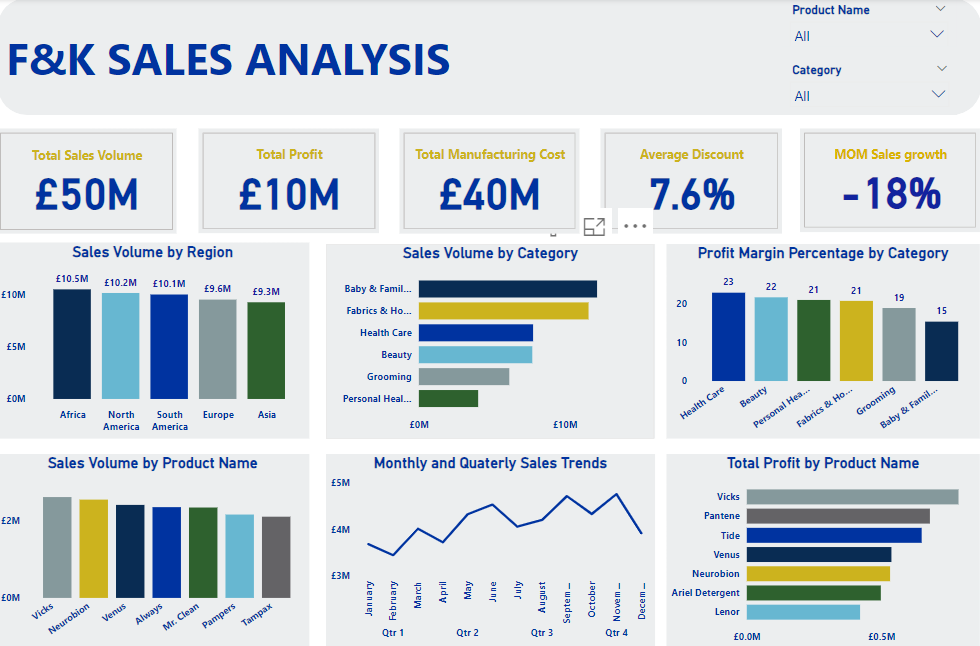 Product Name
All
F&K SALES ANALYSIS
Category
All
Total Sales Volume
£50M
Total Profit
£10M
Total Manufacturing Cost
£40M
Average Discount
7.6%
MOM Sales growth
-18%
Sales Volume by Region
£10M
£5M
£0M
£10.5M
£10.2M
£10.1M
£9.6M
£9.3M
Africa
North
America
South
America
Europe
Asia
Sales Volume by Category
Baby & Famil...
Fabrics & Ho...
Health Care
Beauty
Grooming
Personal Heal...
£0M
£10M
Profit Margin Percentage by Category
20
10
0
23
22
21
21
19
15
Health Care
Beauty
Personal Hea...
Fabrics & Ho...
Grooming
Baby & Famil...
Sales Volume by Product Name
£2M
£0M
Vicks
Neurobion
Venus
Always
Mr. Clean
Pampers
Tampax
Monthly and Quaterly Sales Trends
£5M
£4M
£3M
January
February
March
April
May
June
July
August
Septem...
October
Novem...
Decem...
Qtr 1
Qtr 2
Qtr 3
Qtr 4
Total Profit by Product Name
Vicks
Pantene
Tide
Venus
Neurobion
Ariel Detergent
Lenor
£0.0M
£0.5M